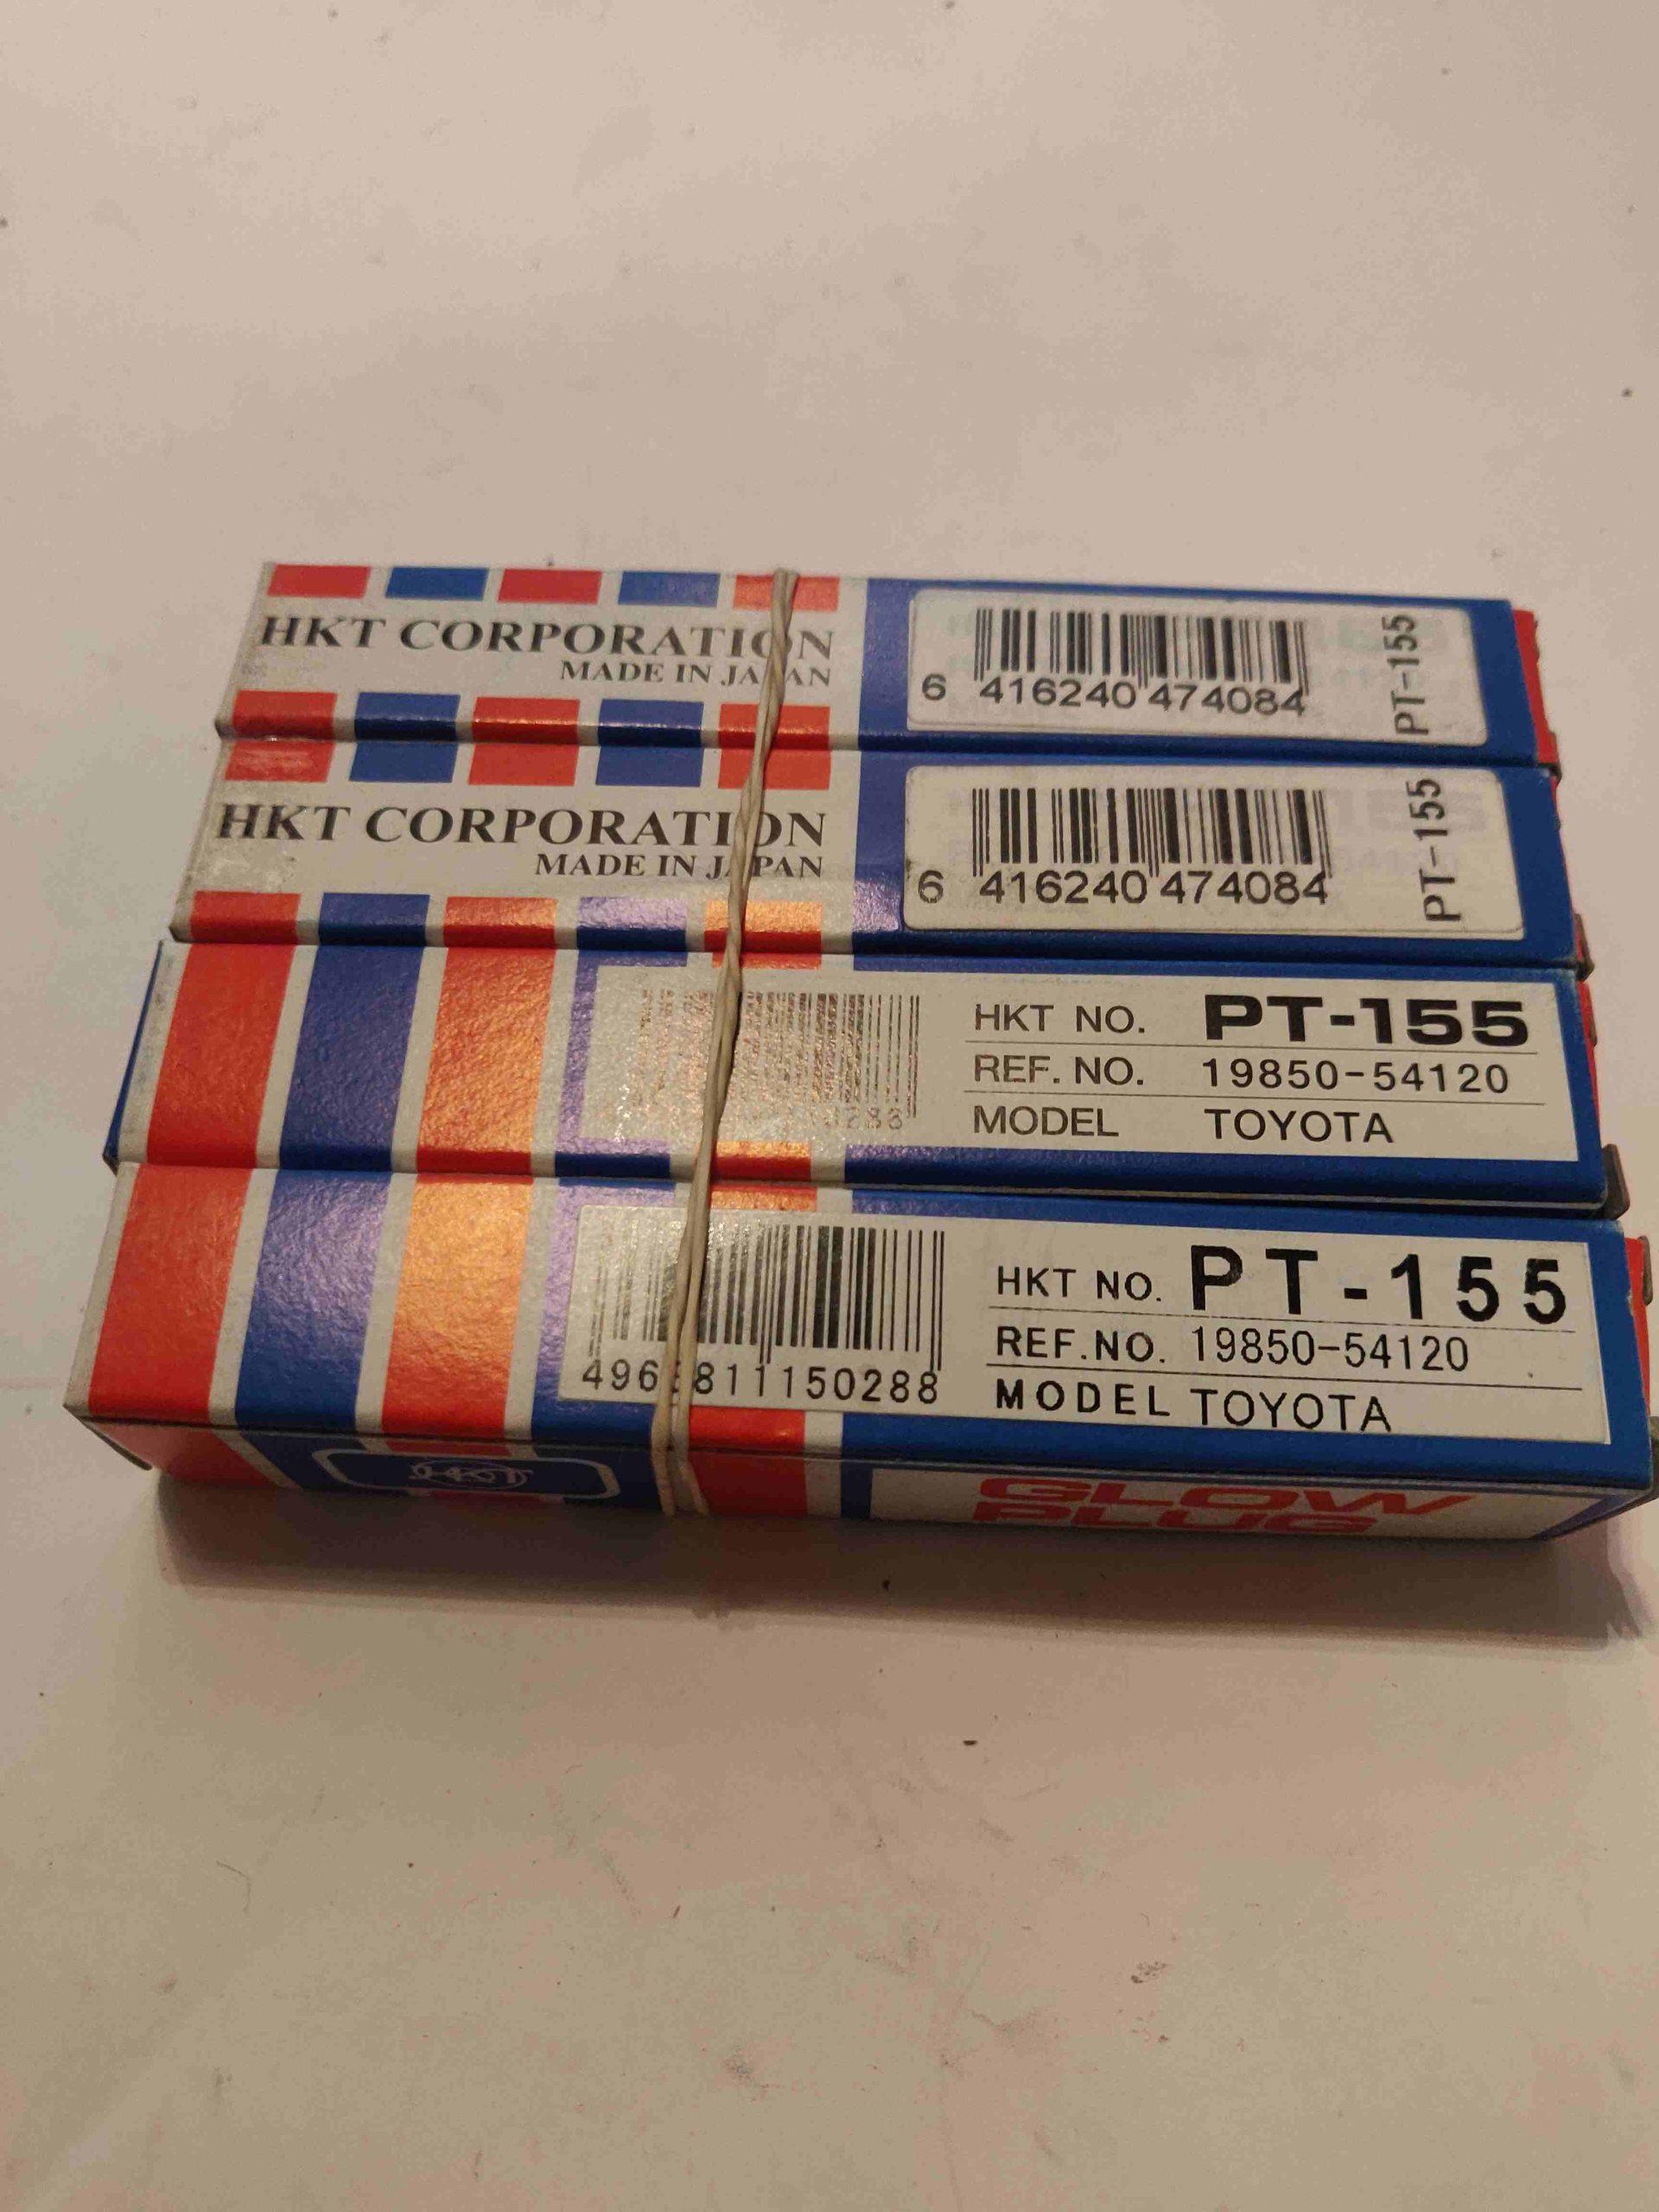 HKT CORPORATION
MADE IN JAPAN
6 416240 474084
PT-155
HKT CORPORATION
MADE IN JAPAN
6 416240 474084
PT-155
HKT NO. PT-155
REF. NO. 19850-54120
MODEL TOYOTA
HKT NO. PT-155
REF.NO. 19850-54120
MODEL TOYOTA
HKT
GLOW
PLUG